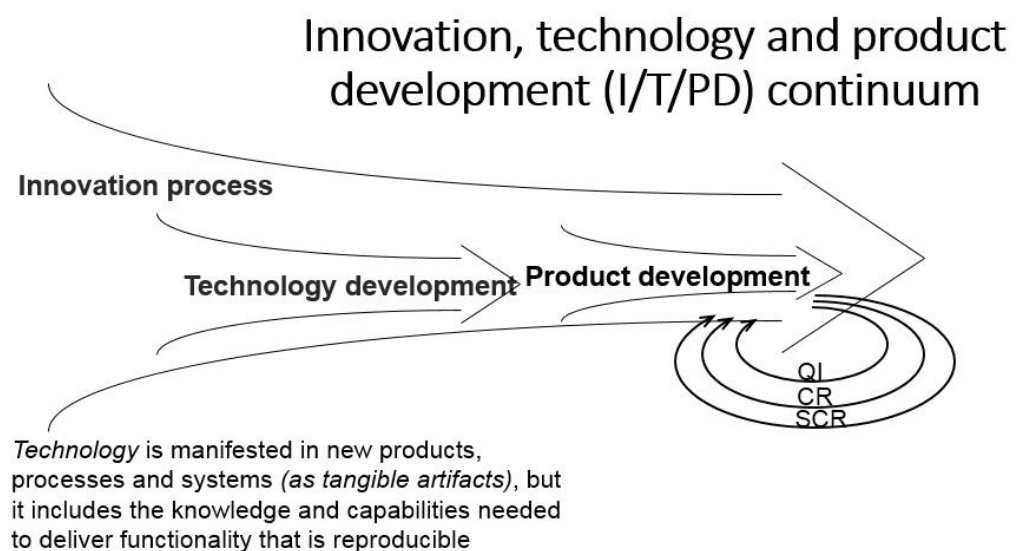 Innovation, technology and product
development (I/T/PD) continuum
Innovation process
Technology development
Product development
QI
CR
SCR
Technology is manifested in new products,
processes and systems (as tangible artifacts), but
it includes the knowledge and capabilities needed
to deliver functionality that is reproducible